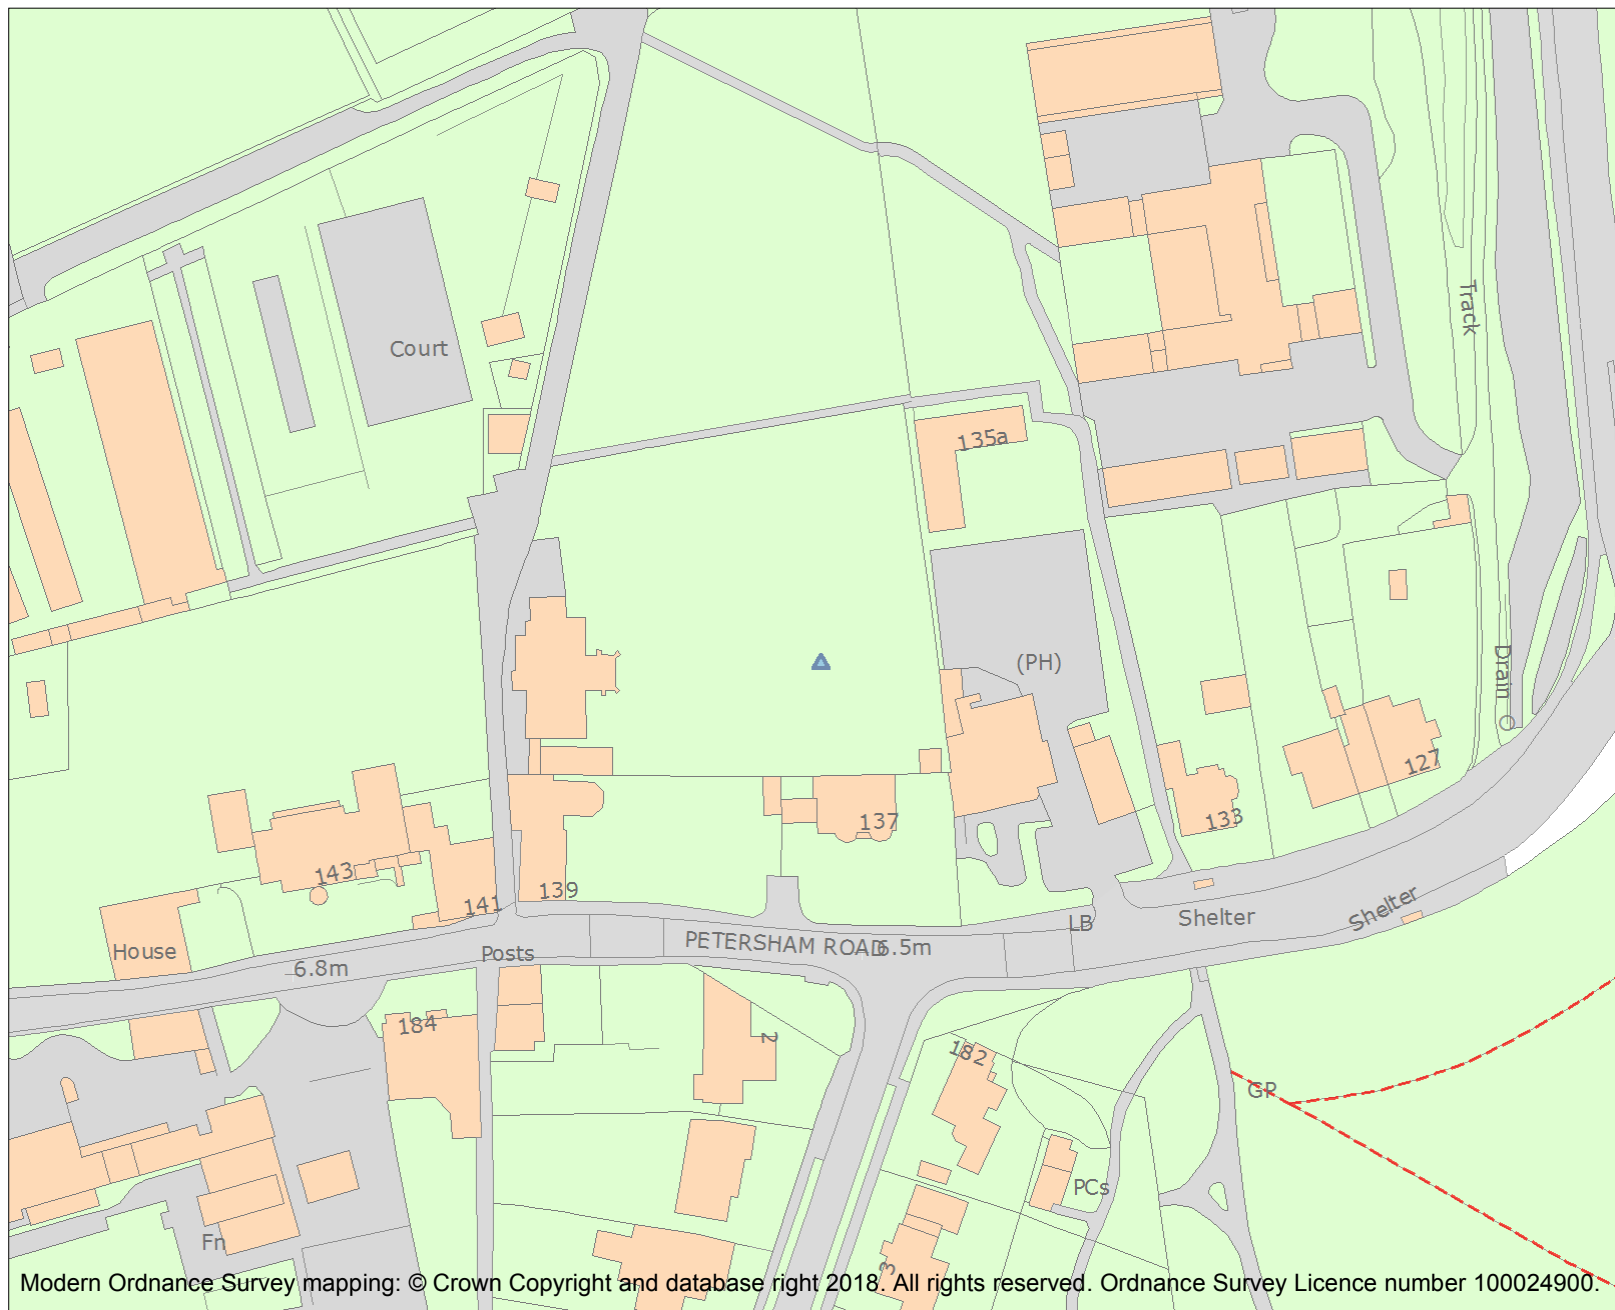 Court
Track
135a
(PH)
Drain
127
137
133
143
141
139
House
6.8m
Posts
PETERSHAM ROAD
6.5m
LB
Shelter
Shelter
184
2
182
GP
PCs
Fn
3
Modern Ordnance Survey mapping: © Crown Copyright and database right 2018. All rights reserved. Ordnance Survey Licence number 100024900.